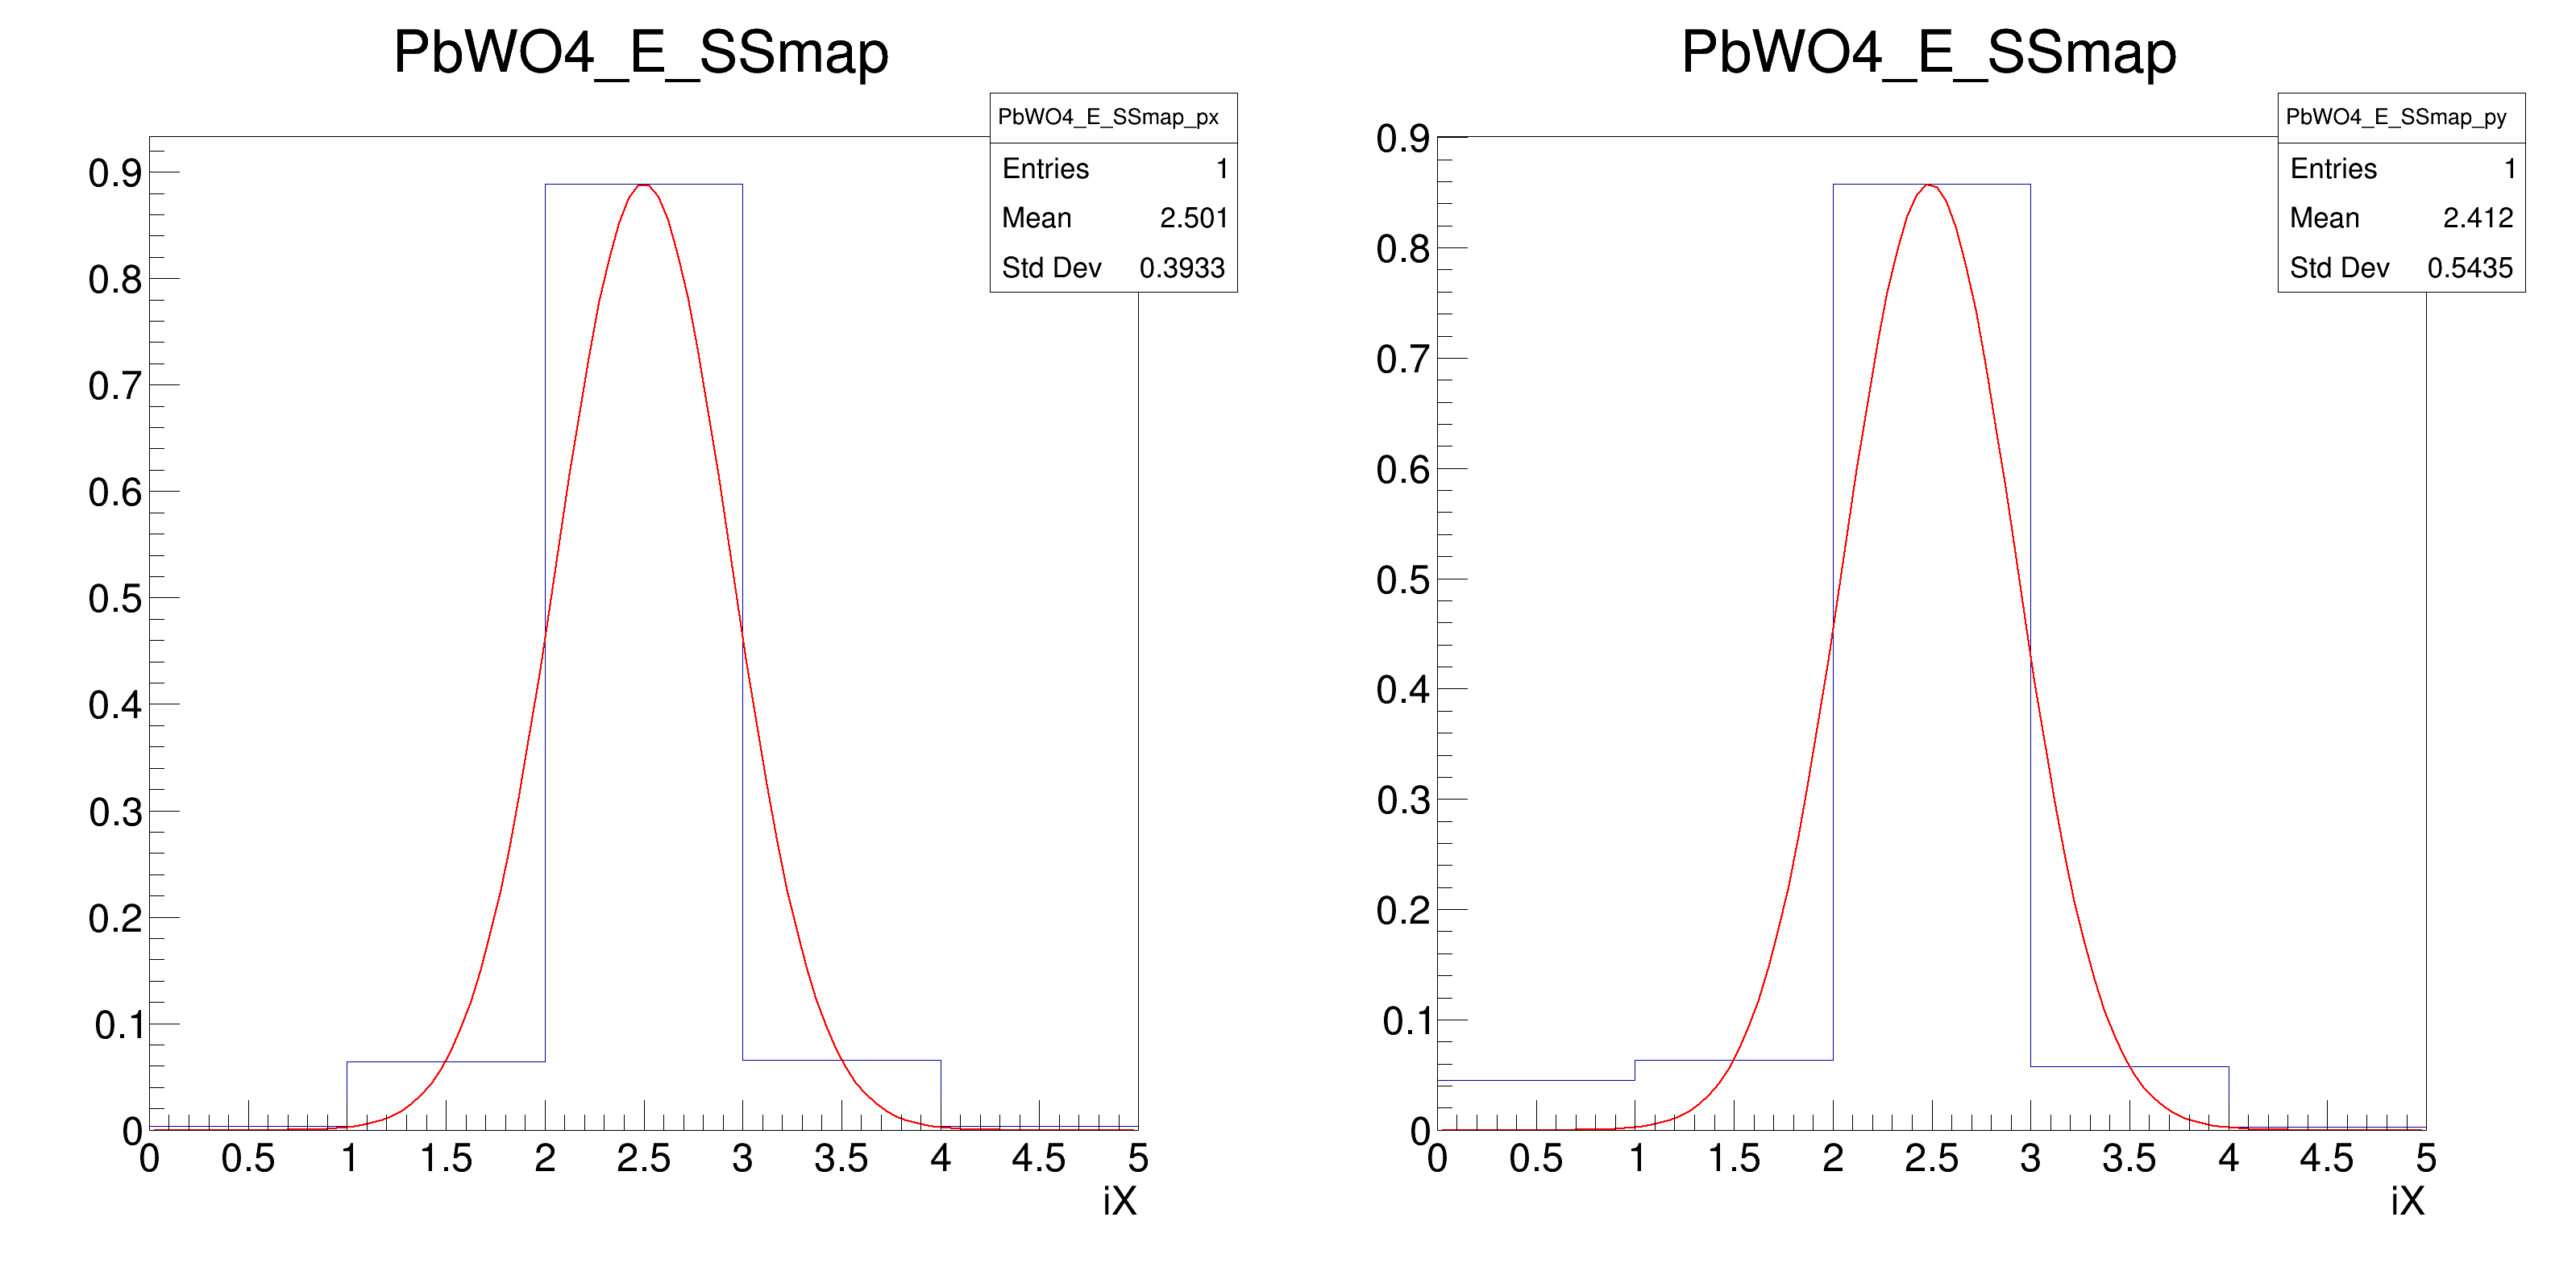 PbWO4_E_SSmap
PbWO4_E_SSmap_px
Entries 1
Mean 2.501
Std Dev 0.3933
0.9
0.8
0.7
0.6
0.5
0.4
0.3
0.2
0.1
0
0 0.5 1 1.5 2 2.5 3 3.5 4 4.5 5
iX
PbWO4_E_SSmap
PbWO4_E_SSmap_py
Entries 1
Mean 2.412
Std Dev 0.5435
0.9
0.8
0.7
0.6
0.5
0.4
0.3
0.2
0.1
0
0 0.5 1 1.5 2 2.5 3 3.5 4 4.5 5
iX